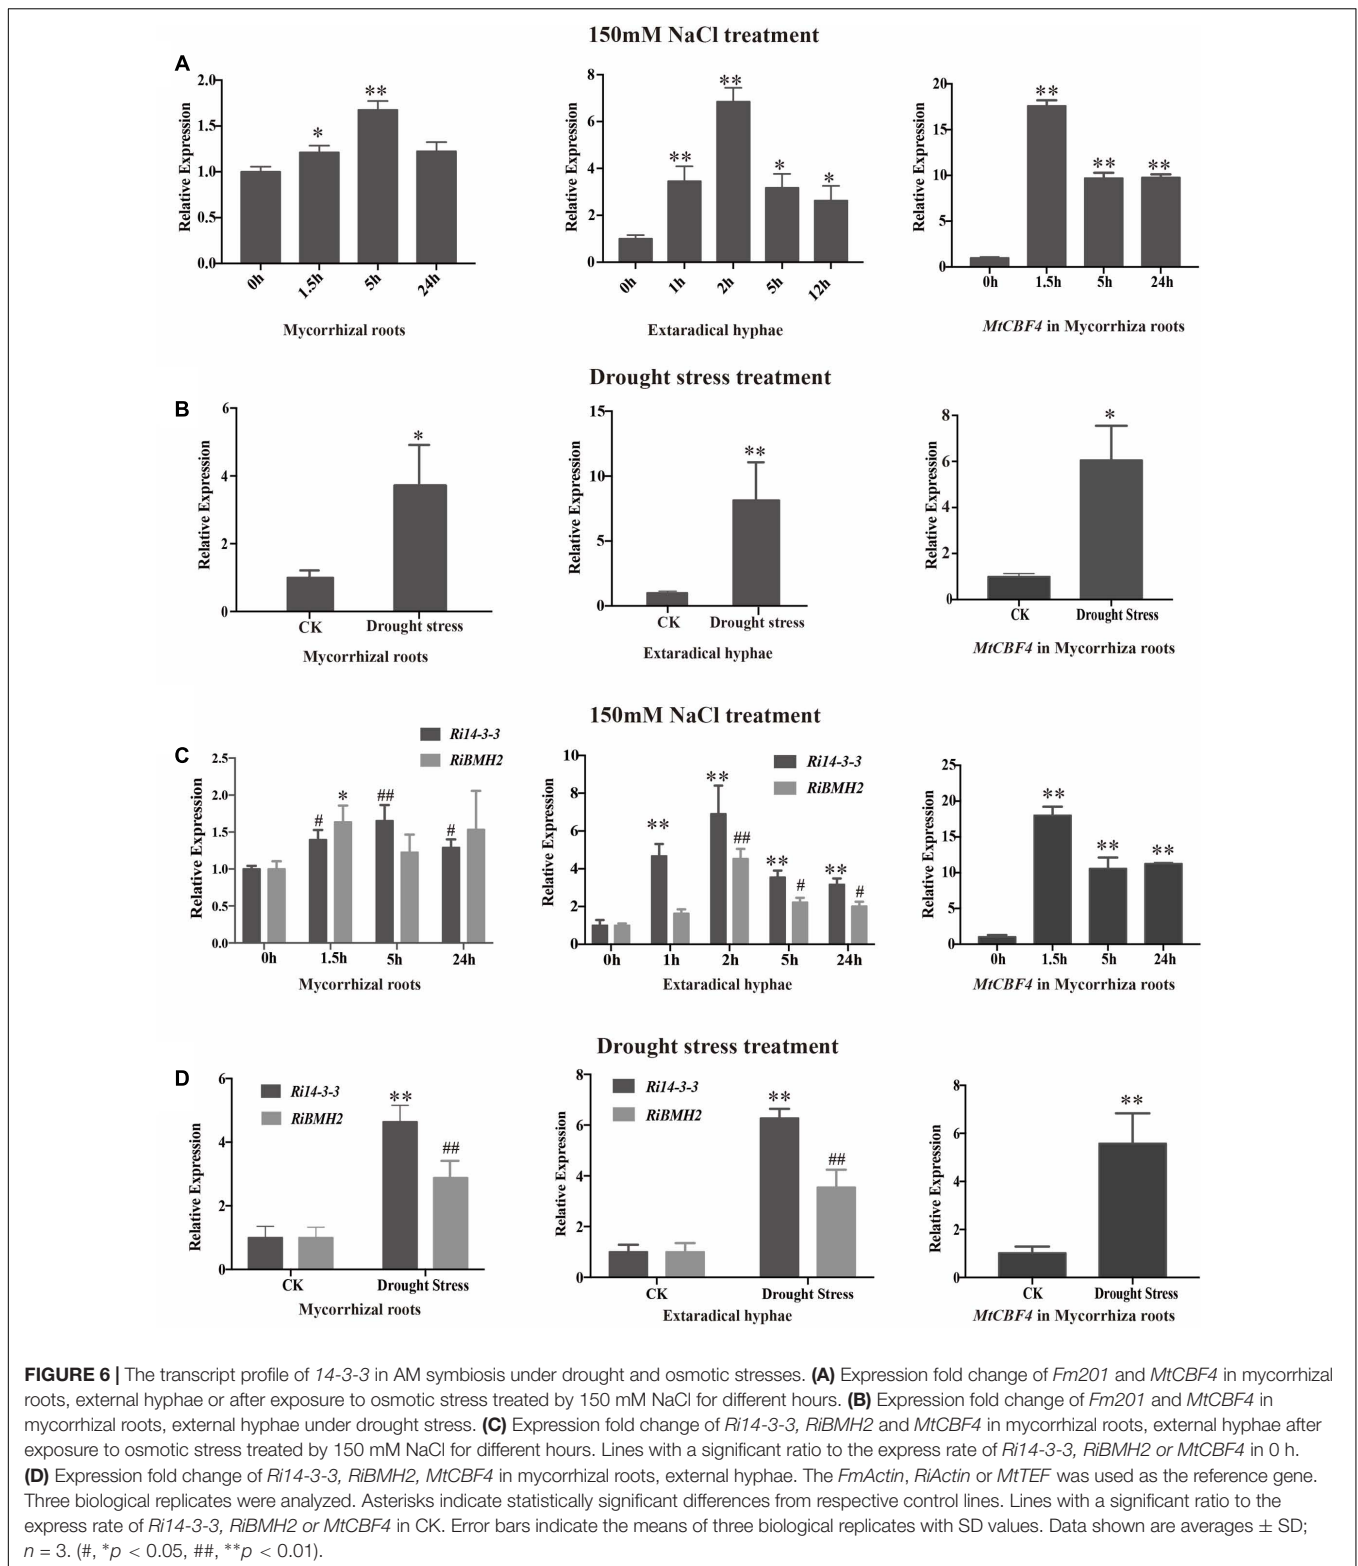 150mM NaCl treatment
A
2.0
1.5
1.0
0.5
0.0
Relative Expression
*
**
0h
1.5h
5h
24h
Mycorrhizal roots
8
6
4
2
0
Relative Expression
**
**
*
*
0h
1h
2h
5h
12h
Extaradical hyphae
20
15
10
5
0
Relative Expression
**
**
**
0h
1.5h
5h
24h
MtCBF4 in Mycorrhiza roots
Drought stress treatment
B
6
4
2
0
Relative Expression
*
CK
Drought stress
Mycorrhizal roots
15
10
5
0
Relative Expression
**
CK
Drought stress
Extaradical hyphae
8
6
4
2
0
Relative Expression
*
CK
Drought Stress
MtCBF4 in Mycorrhiza roots
150mM NaCl treatment
C
Ri14-3-3
RiBMH2
2.5
2.0
1.5
1.0
0.5
0.0
Relative Expression
#
*
##
#
0h
1.5h
5h
24h
Mycorrhizal roots
Ri14-3-3
RiBMH2
10
8
6
4
2
0
Relative Expression
**
**
##
**
#
**
#
0h
1h
2h
5h
24h
Extaradical hyphae
25
20
15
10
5
0
Relative Expression
**
**
**
0h
1.5h
5h
24h
MtCBF4 in Mycorrhiza roots
Drought stress treatment
D
Ri14-3-3
RiBMH2
6
4
2
0
Relative Expression
**
##
CK
Drought Stress
Mycorrhizal roots
Ri14-3-3
RiBMH2
8
6
4
2
0
Relative Expression
**
##
CK
Drought Stress
Extaradical hyphae
8
6
4
2
0
Relative Expression
**
CK
Drought Stress
MtCBF4 in Mycorrhiza roots
FIGURE 6 | The transcript profile of 14-3-3 in AM symbiosis under drought and osmotic stresses. (A) Expression fold change of Fm201 and MtCBF4 in mycorrhizal
roots, external hyphae or after exposure to osmotic stress treated by 150 mM NaCl for different hours. (B) Expression fold change of Fm201 and MtCBF4 in
mycorrhizal roots, external hyphae under drought stress. (C) Expression fold change of Ri14-3-3, RiBMH2 and MtCBF4 in mycorrhizal roots, external hyphae after
exposure to osmotic stress treated by 150 mM NaCl for different hours. Lines with a significant ratio to the express rate of Ri14-3-3, RiBMH2 or MtCBF4 in 0 h.
(D) Expression fold change of Ri14-3-3, RiBMH2, MtCBF4 in mycorrhizal roots, external hyphae. The FmActin, RiActin or MtTEF was used as the reference gene.
Three biological replicates were analyzed. Asterisks indicate statistically significant differences from respective control lines. Lines with a significant ratio to the
express rate of Ri14-3-3, RiBMH2 or MtCBF4 in CK. Error bars indicate the means of three biological replicates with SD values. Data shown are averages ± SD;
n = 3. (#, *p < 0.05, ##, **p < 0.01).